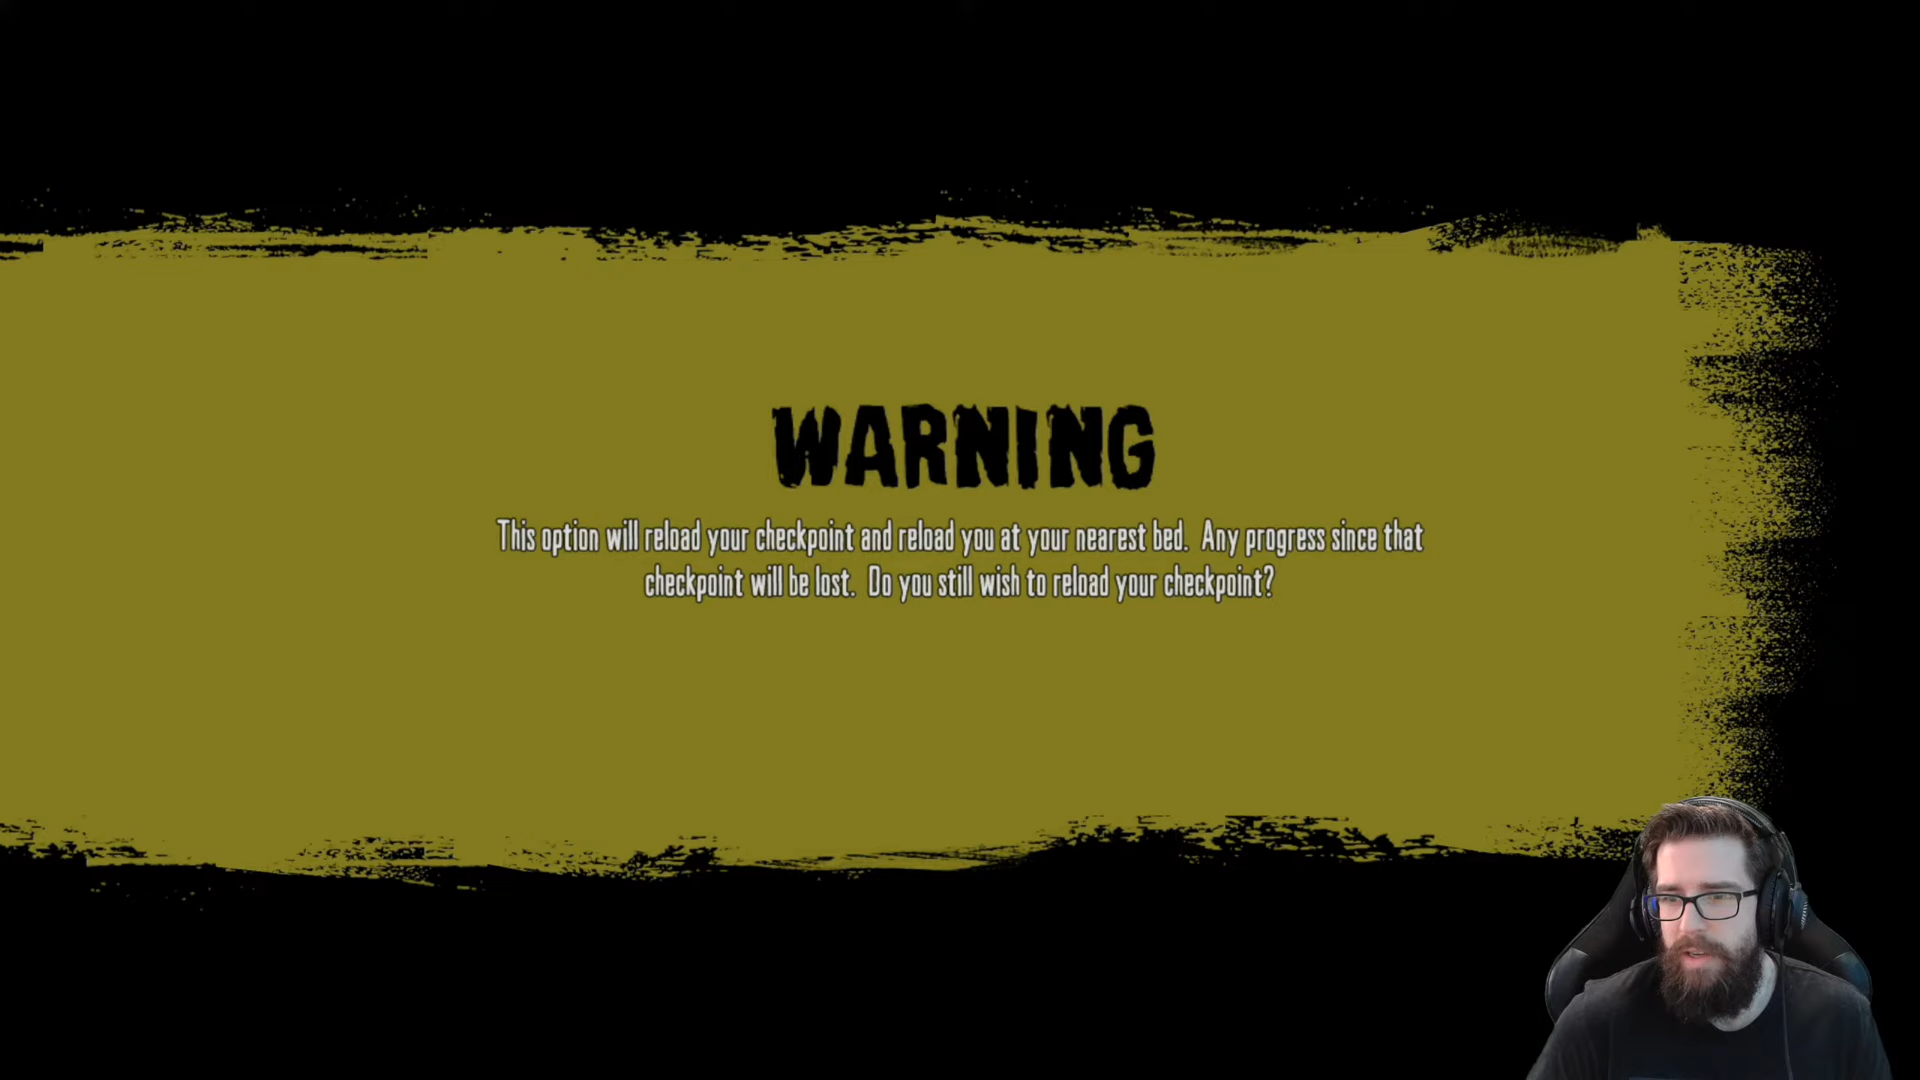 WARNING
This option will reload your checkpoint and reload you at your nearest bed. Any progress since that
checkpoint will be lost. Do you still wish to reload your checkpoint?